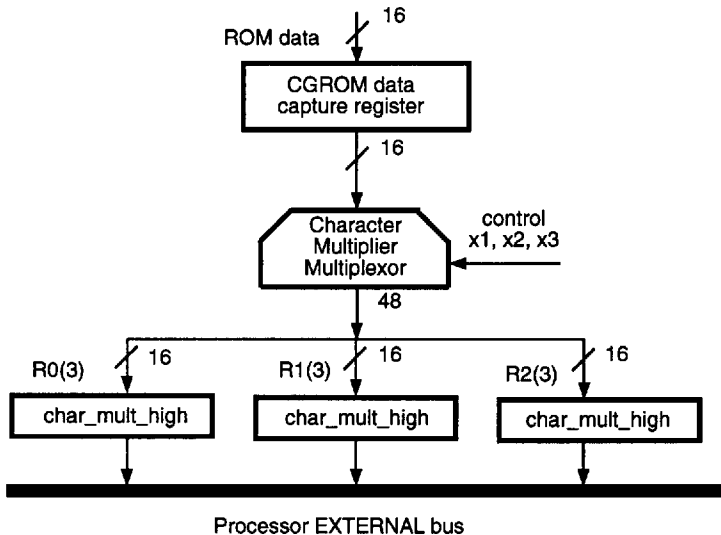 16
ROM data
CGROM data
capture register
16
Character
Multiplier
Multiplexor
control
x1, x2, x3
48
R0(3)
16
R1(3)
16
R2(3)
16
char_mult_high
char_mult_high
char_mult_high
Processor EXTERNAL bus